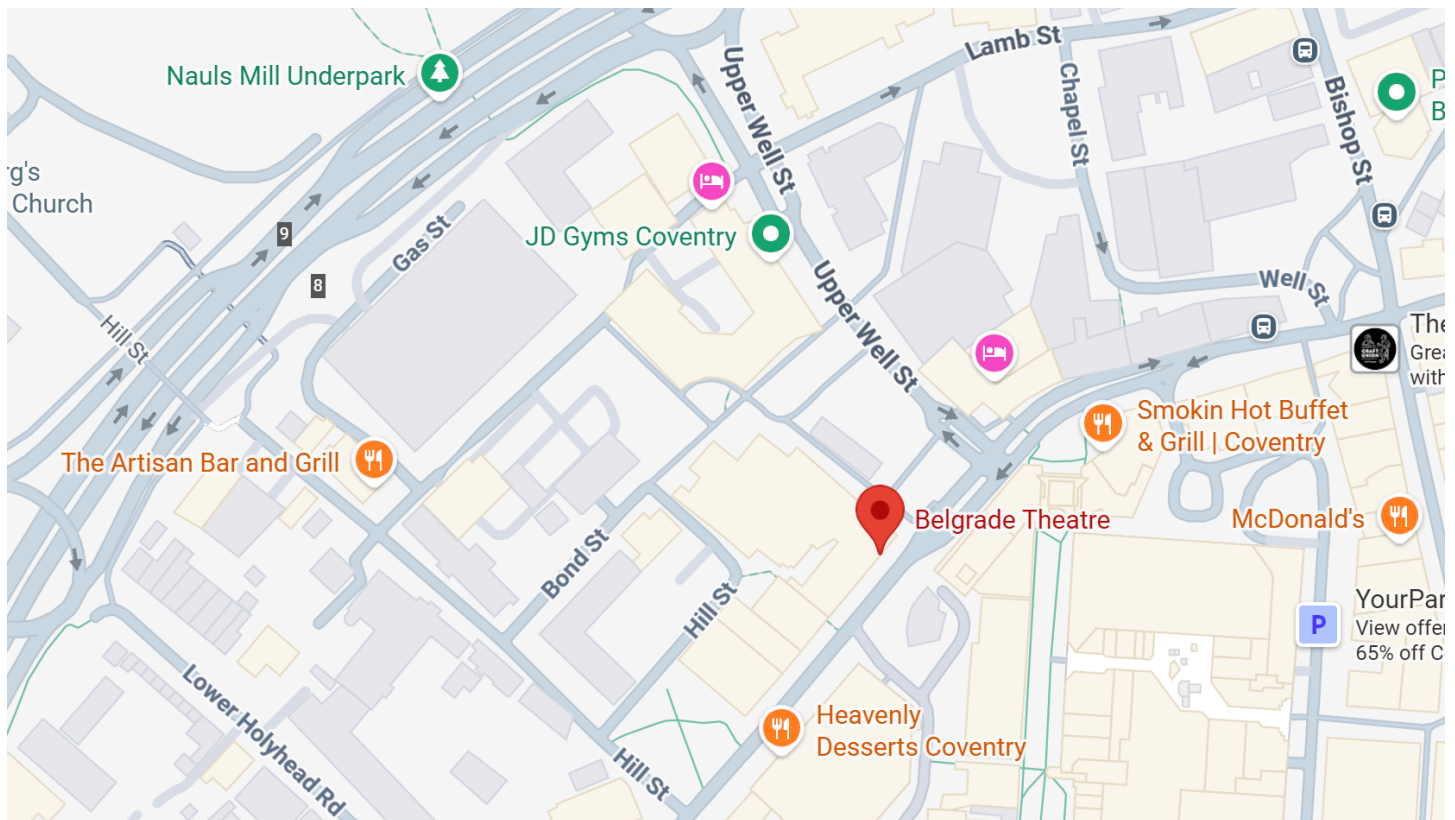 Nauls Mill Underpark
Lamb St
Upper Well St
Chapel St
Bishop St
P
B
rg's
Church
9
8
Gas St
JD Gyms Coventry
Upper Well St
Well St
Hill St
CRAFT
UNION
The
Grea
with
Smokin Hot Buffet
& Grill | Coventry
The Artisan Bar and Grill
Belgrade Theatre
McDonald's
Bond St
Hill St
P
YourPar
View offer
65% off C
Lower Holyhead Rd
Heavenly
Desserts Coventry
Hill St